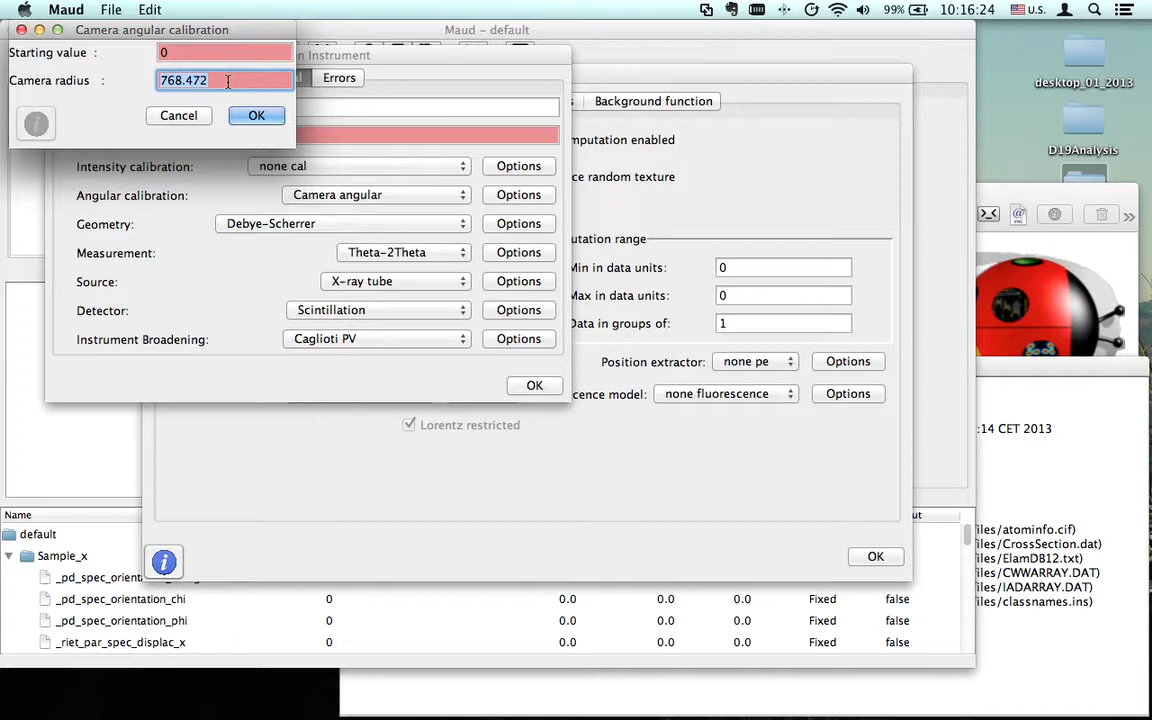 Maud File Edit 99% 10:16:24 U.S.
Camera angular calibration
Maud - default
Starting value :
0
n Instrument
Camera radius :
768.472
Errors
Cancel
OK
Background function
mputation enabled
Intensity calibration:
none cal
Options
ce random texture
Angular calibration:
Camera angular
Options
Geometry:
Debye-Scherrer
Options
Measurement:
Theta-2Theta
Options
Source:
X-ray tube
Options
Detector:
Scintillation
Options
Instrument Broadening:
Caglioti PV
Options
OK
utation range
Min in data units:
0
Max in data units:
0
Data in groups of:
1
Position extractor:
none pe
Options
cence model:
none fluorescence
Options
Lorentz restricted
OK
desktop_01_2013
D19Analysis
:14 CET 2013
files/atominfo.cif)
files/CrossSection.dat)
files/ElamDB12.txt)
files/CWWARRAY.DAT)
files/IADARRAY.DAT)
files/classnames.ins)
Name
ut
default
Sample_x
_pd_spec_orientation_chi 0 0.0 0.0 0.0 Fixed false
_pd_spec_orientation_phi 0 0.0 0.0 0.0 Fixed false
_riet_par_spec_displac_x 0 0.0 0.0 0.0 Fixed false